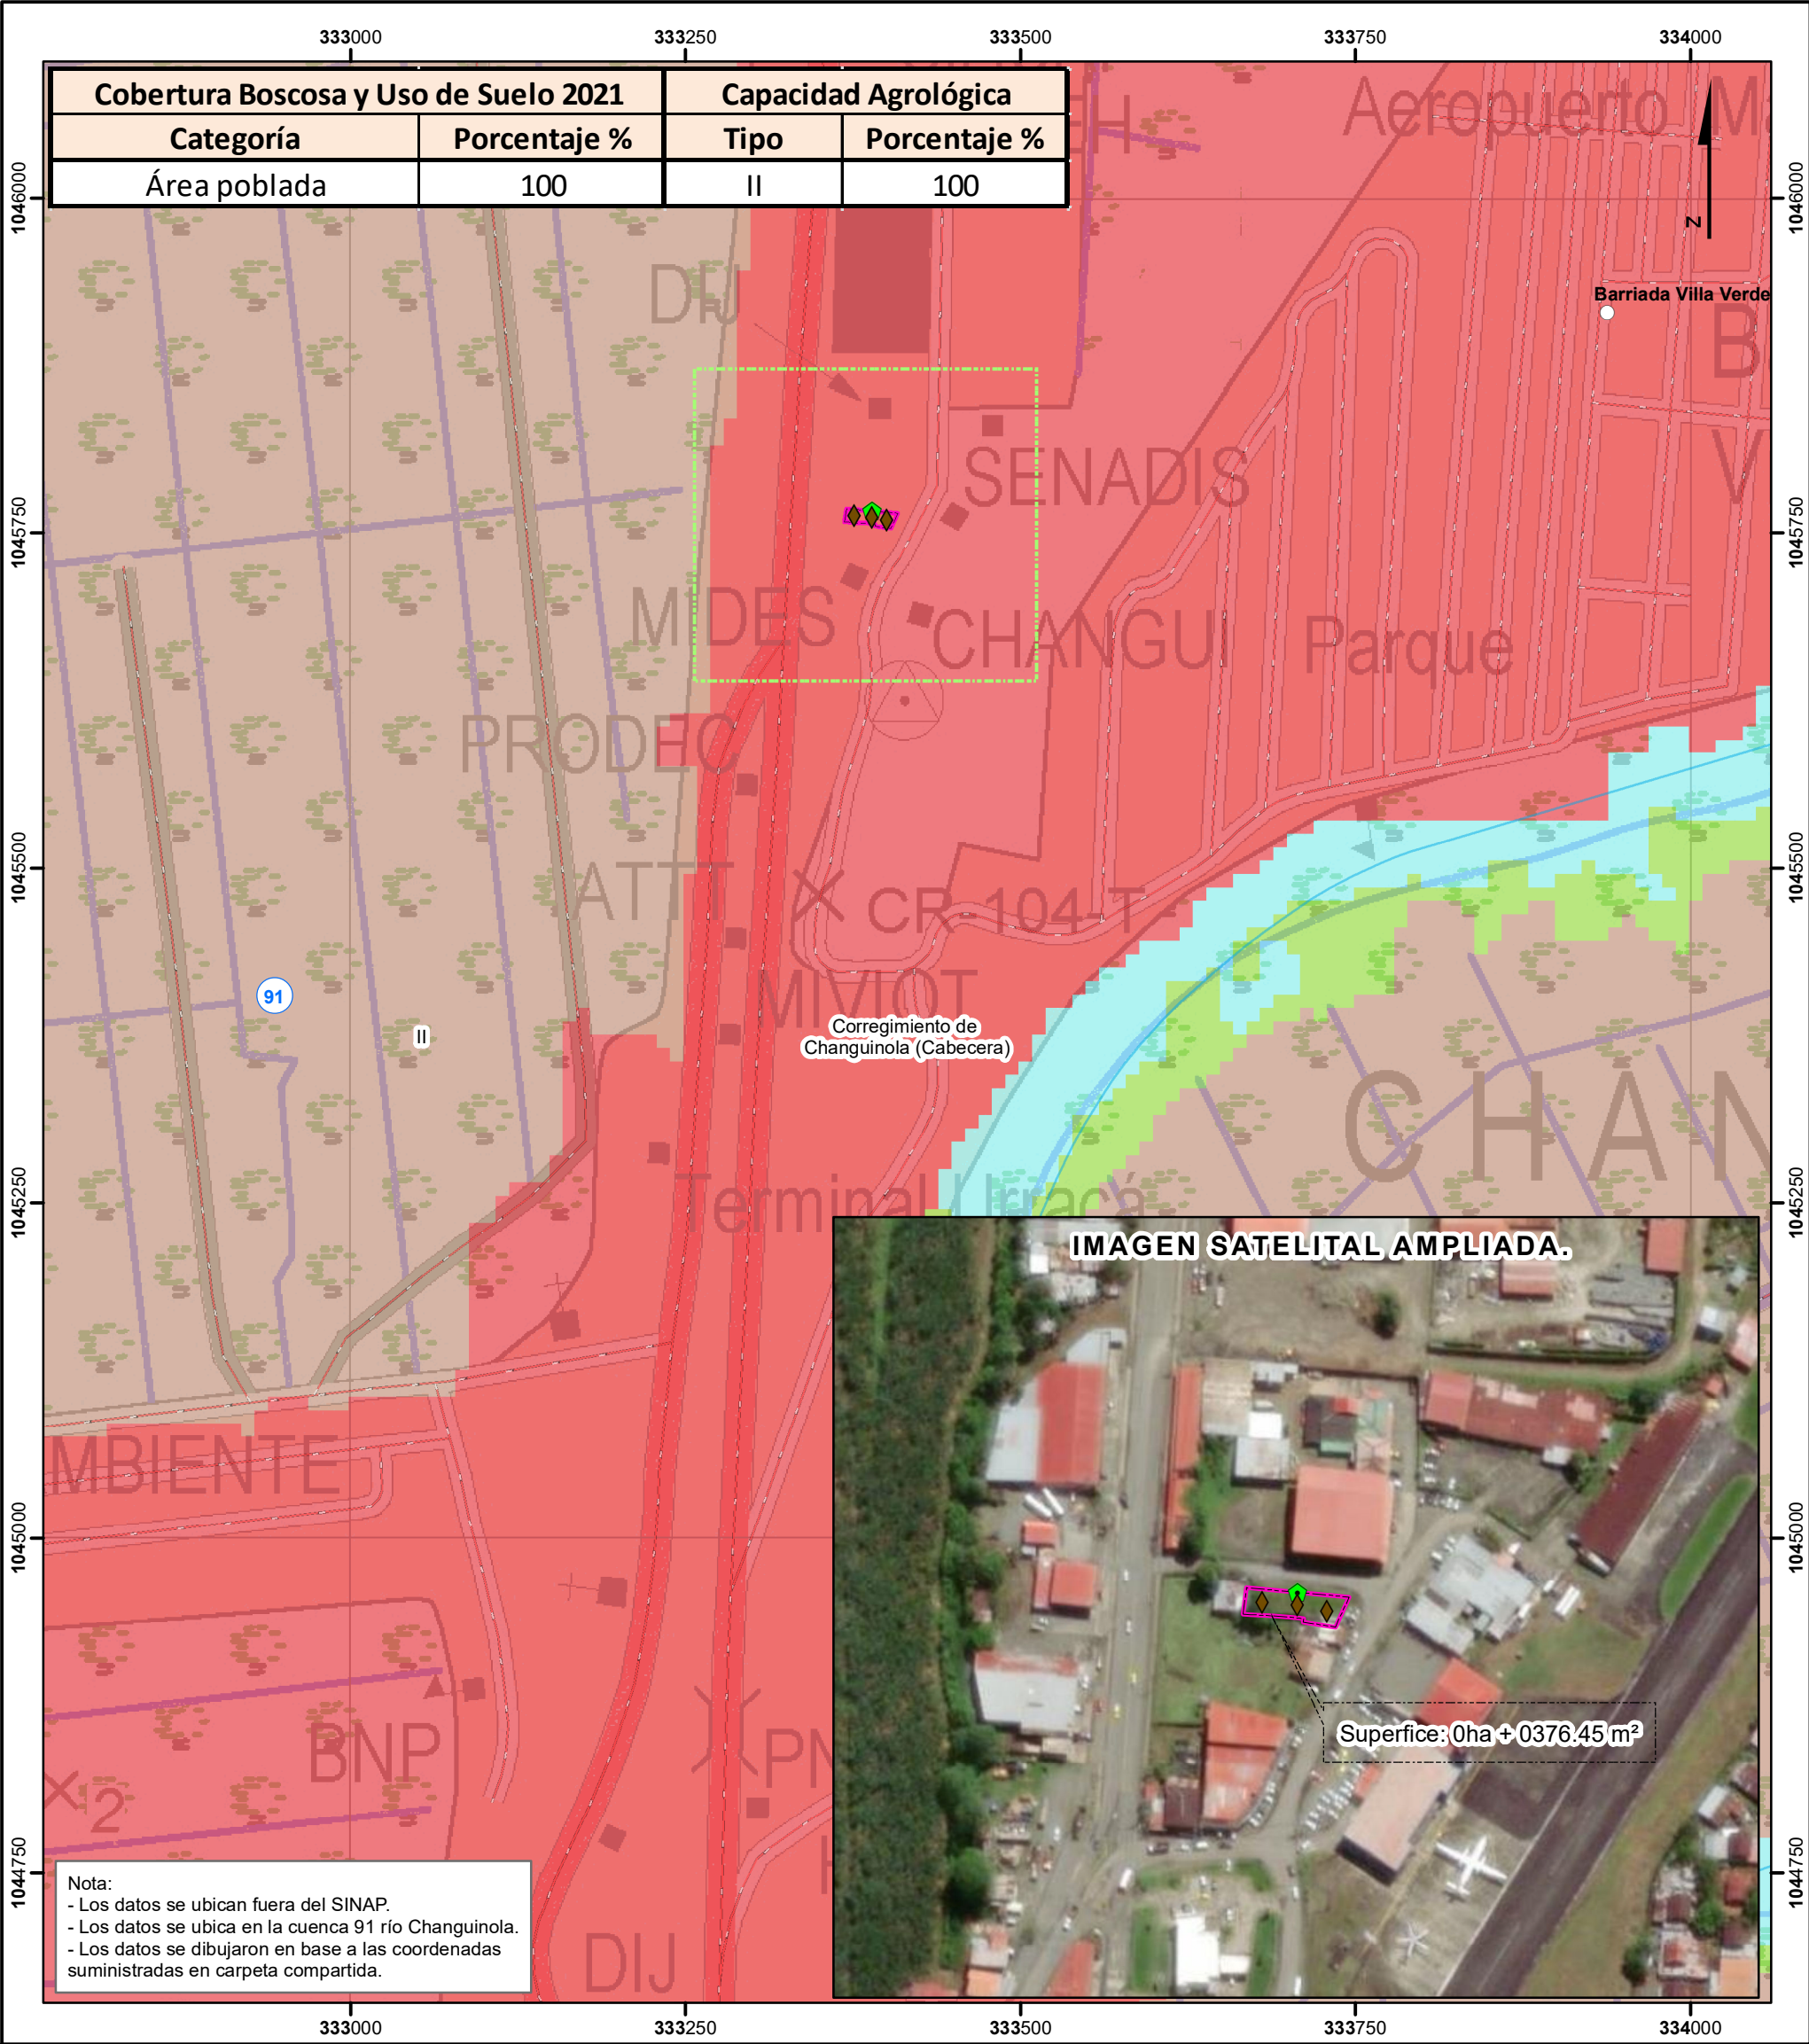 333000 333250 333500 333750 334000
Cobertura Boscosa y Uso de Suelo 2021 Capacidad Agrológica
Categoría Porcentaje % Tipo Porcentaje %
Área poblada 100 II 100
Aeropuerto
1046000 1046000
N
DIJ
Barriada Villa Verde
SENADIS
1045750 1045750
MIDES
CHANGUI
Parque
PRODEC
1045500 1045500
ATTT
CR-104-T
MIVIOT
91
II
Corregimiento de
Changuinola (Cabecera)
CHAN
1045250 1045250
Terminal Urracá
IMAGEN SATELITAL AMPLIADA.
MBIENTE
1045000 1045000
BNP
Superfice: 0ha + 0376.45 m²
2
1044750 1044750
Nota:
- Los datos se ubican fuera del SINAP.
- Los datos se ubica en la cuenca 91 río Changuinola.
- Los datos se dibujaron en base a las coordenadas
suministradas en carpeta compartida.
DIJ
333000 333250 333500 333750 334000